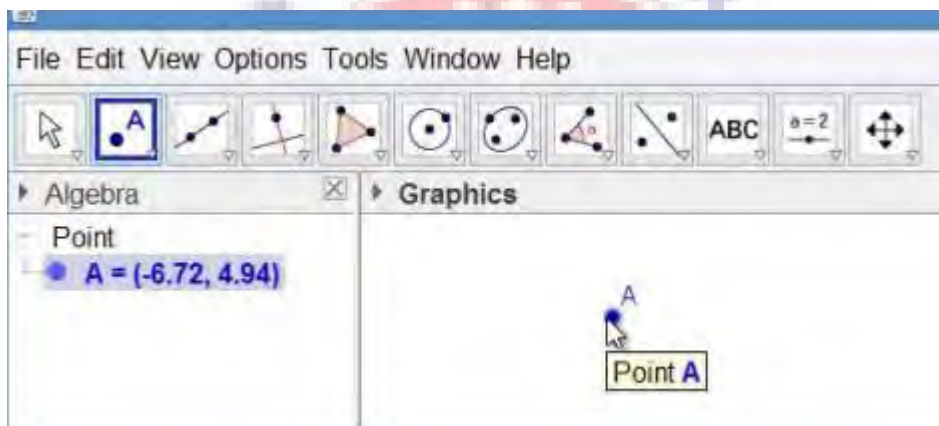 File Edit View Options Tools Window Help
A ABC a=2
Algebra Graphics
Point
A = (-6.72, 4.94)
A
Point A